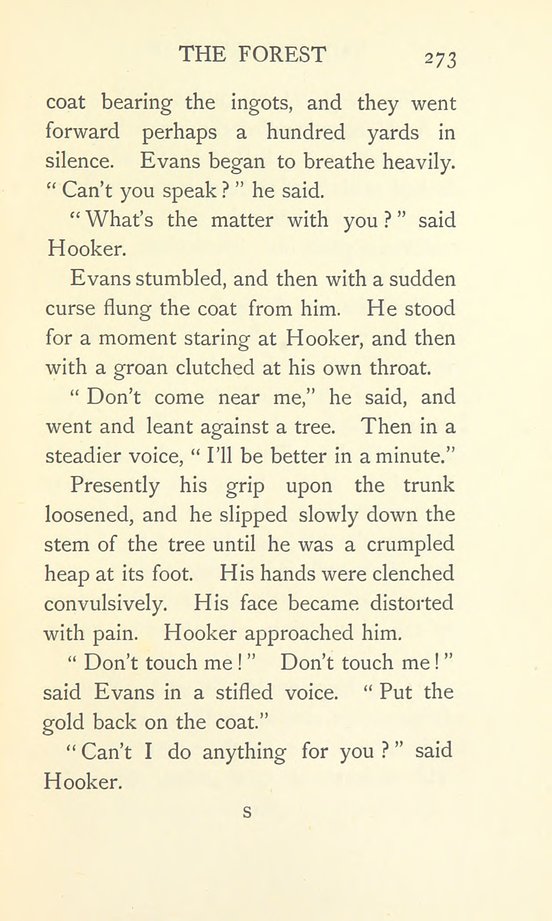 THE FOREST 273
coat bearing the ingots, and they went
forward perhaps a hundred yards in
silence. Evans began to breathe heavily.
“ Can’t you speak ? ” he said.
“ What’s the matter with you ? ” said
Hooker.
Evans stumbled, and then with a sudden
curse flung the coat from him. He stood
for a moment staring at Hooker, and then
with a groan clutched at his own throat.
“ Don’t come near me,” he said, and
went and leant against a tree. Then in a
steadier voice, “ I’ll be better in a minute.”
Presently his grip upon the trunk
loosened, and he slipped slowly down the
stem of the tree until he was a crumpled
heap at its foot. His hands were clenched
convulsively. His face became distorted
with pain. Hooker approached him.
“ Don’t touch me ! ” Don’t touch me ! ”
said Evans in a stifled voice. “ Put the
gold back on the coat.”
“ Can’t I do anything for you ? ” said
Hooker.
S